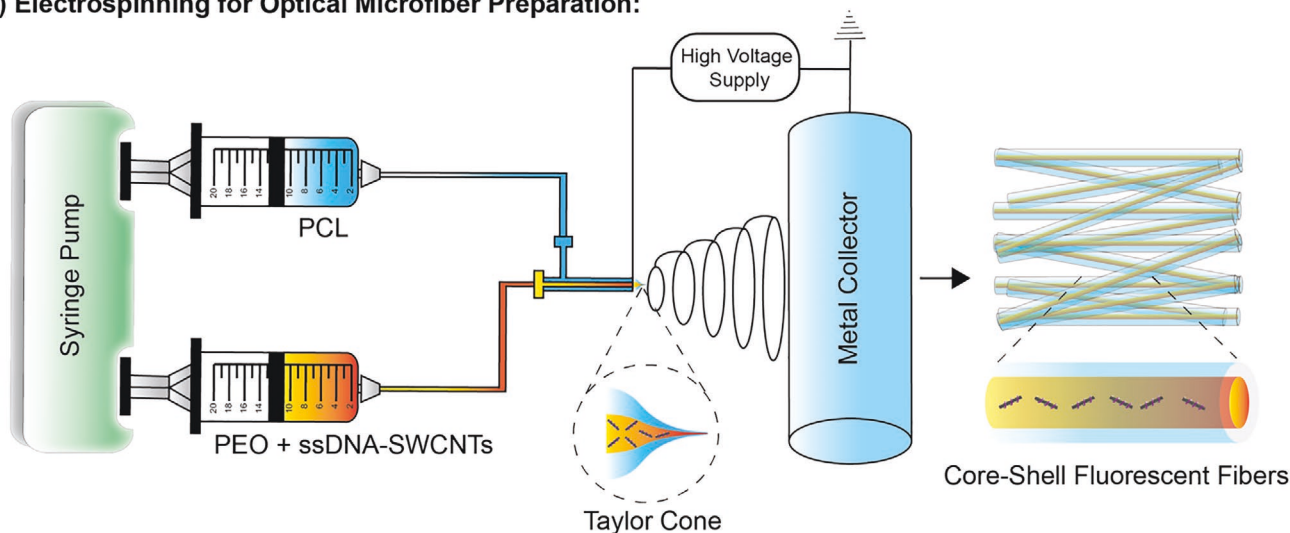 ) Electrospinning for Optical Microfiber Preparation:
High Voltage
Supply
Syringe Pump
20 18 16 14 10 8 6 4 2
PCL
20 18 16 14 10 8 6 4 2
PEO + ssDNA-SWCNTs
Taylor Cone
Metal Collector
Core-Shell Fluorescent Fibers